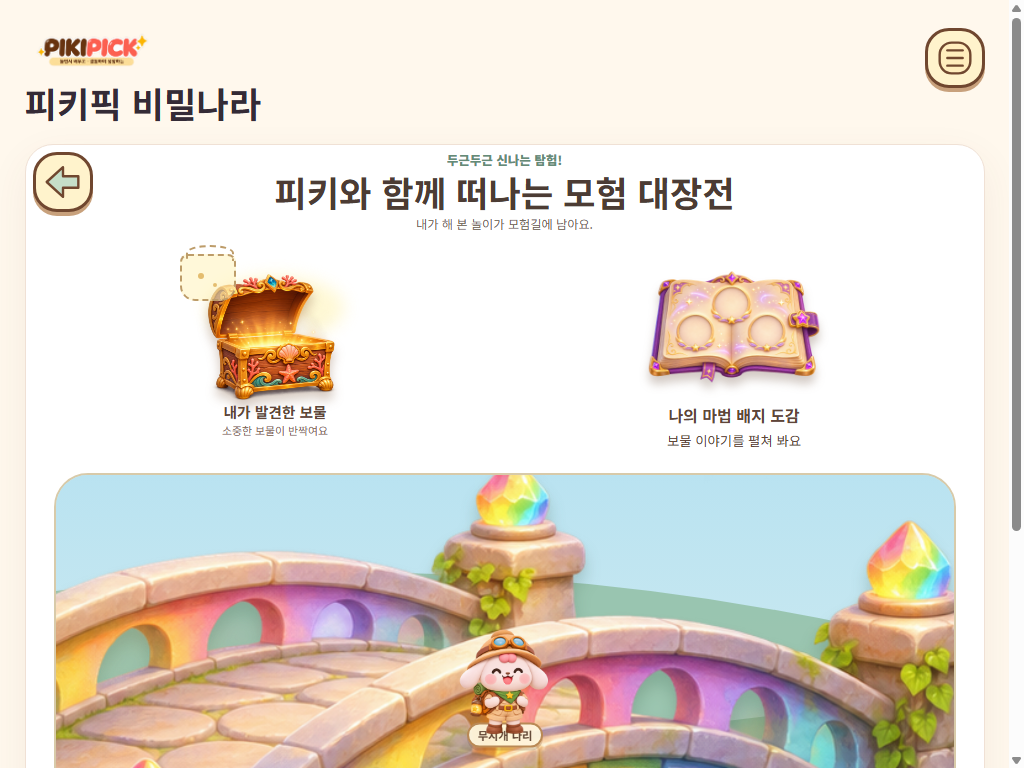 PIKIPICK
피키픽 비밀나라
두근두근 신나는 탐험!
피키와 함께 떠나는 모험 대장전
내가 해 본 놀이가 모험길에 남아요.
내가 발견한 보물
소중한 보물이 반짝여요
나의 마법 배지 도감
보물 이야기를 펼쳐 봐요
무지개 다리